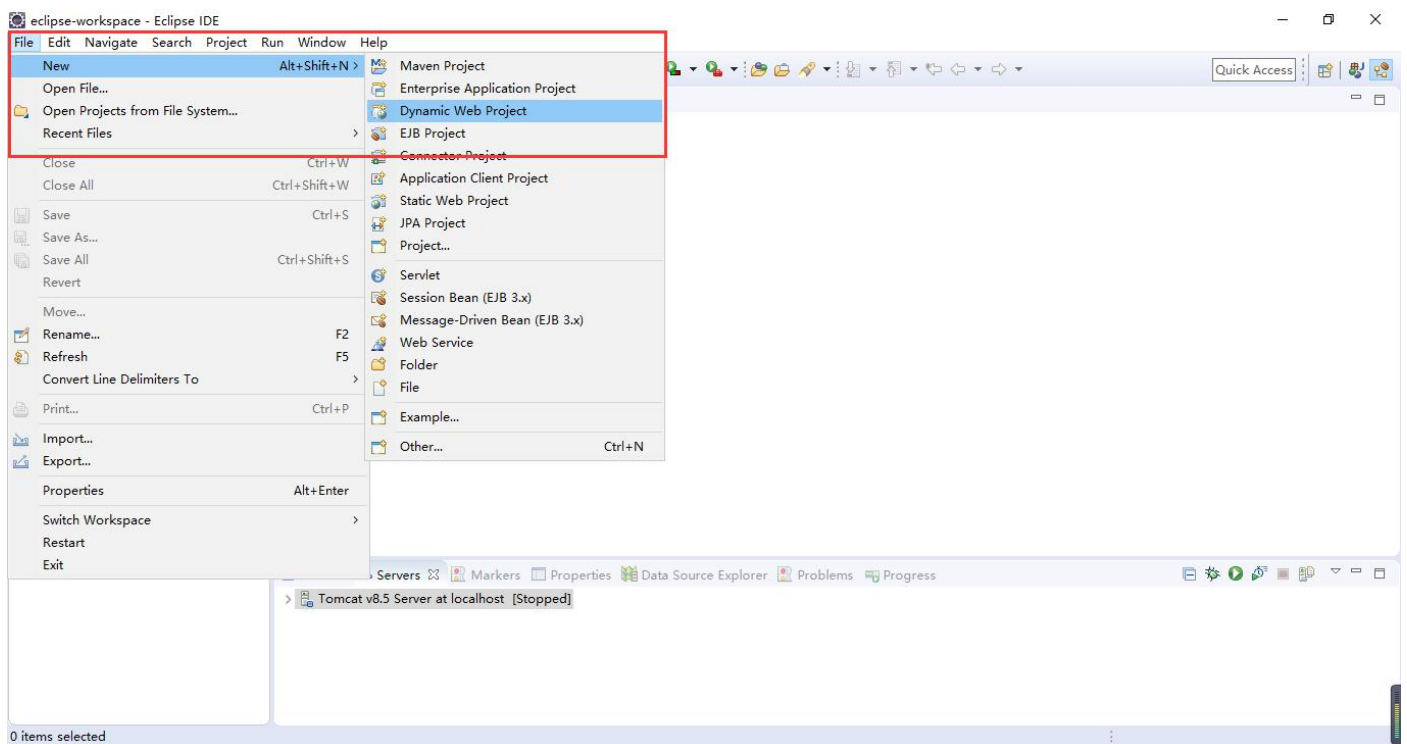 eclipse-workspace - Eclipse IDE
File Edit Navigate Search Project Run Window Help
New Alt+Shift+N >
Open File...
Open Projects from File System...
Recent Files >
Close Ctrl+W
Close All Ctrl+Shift+W
Save Ctrl+S
Save As...
Save All Ctrl+Shift+S
Revert
Move...
Rename... F2
Refresh F5
Convert Line Delimiters To >
Print... Ctrl+P
Import...
Export...
Properties Alt+Enter
Switch Workspace >
Restart
Exit
Maven Project
Enterprise Application Project
Dynamic Web Project
EJB Project
Connector Project
Application Client Project
Static Web Project
JPA Project
Project...
Servlet
Session Bean (EJB 3.x)
Message-Driven Bean (EJB 3.x)
Web Service
Folder
File
Example...
Other... Ctrl+N
Quick Access
Servers Markers Properties Data Source Explorer Problems Progress
Tomcat v8.5 Server at localhost [Stopped]
0 items selected